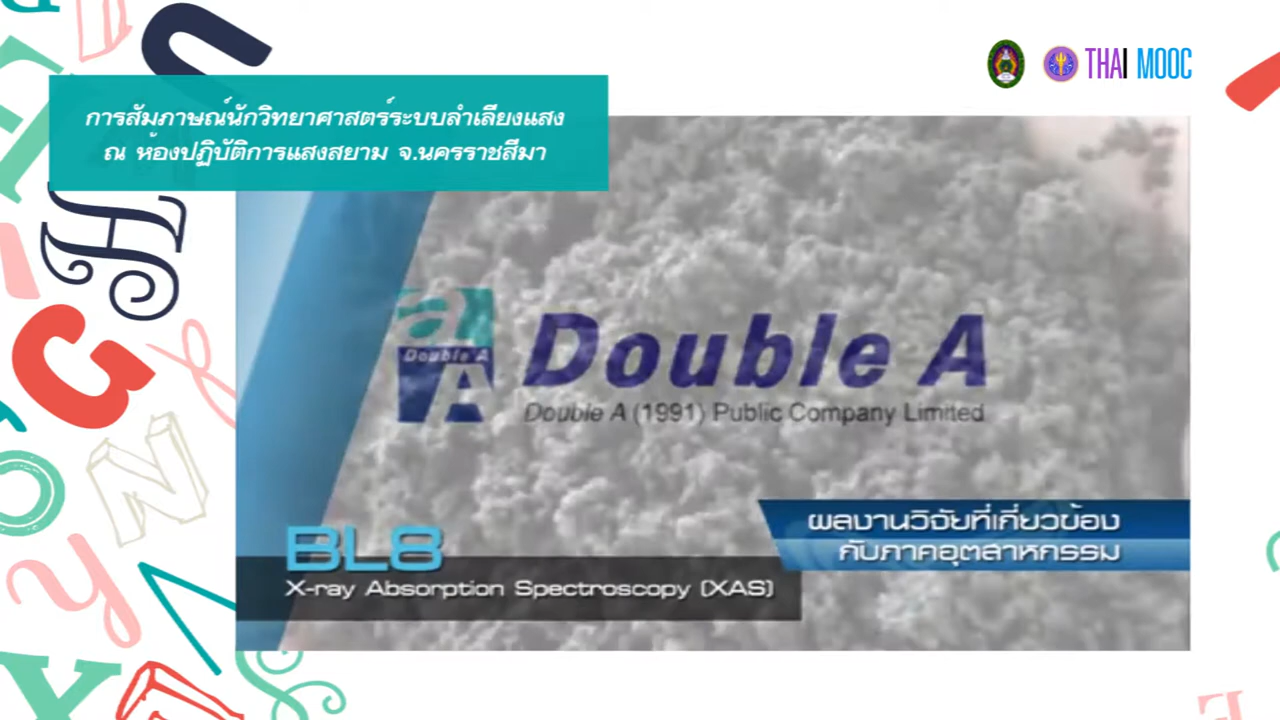 THAI MOOC
การสัมภาษณ์นักวิทยาศาสตร์ระบบลำเลียงแสง
ณ ห้องปฏิบัติการแสงสยาม จ.นครราชสีมา
a
Double A
A
Double A
Double A (1991) Public Company Limited
ผลงานวิจัยที่เกี่ยวข้อง
กับภาคอุตสาหกรรม
BL8
X-ray Absorption Spectroscopy (XAS)